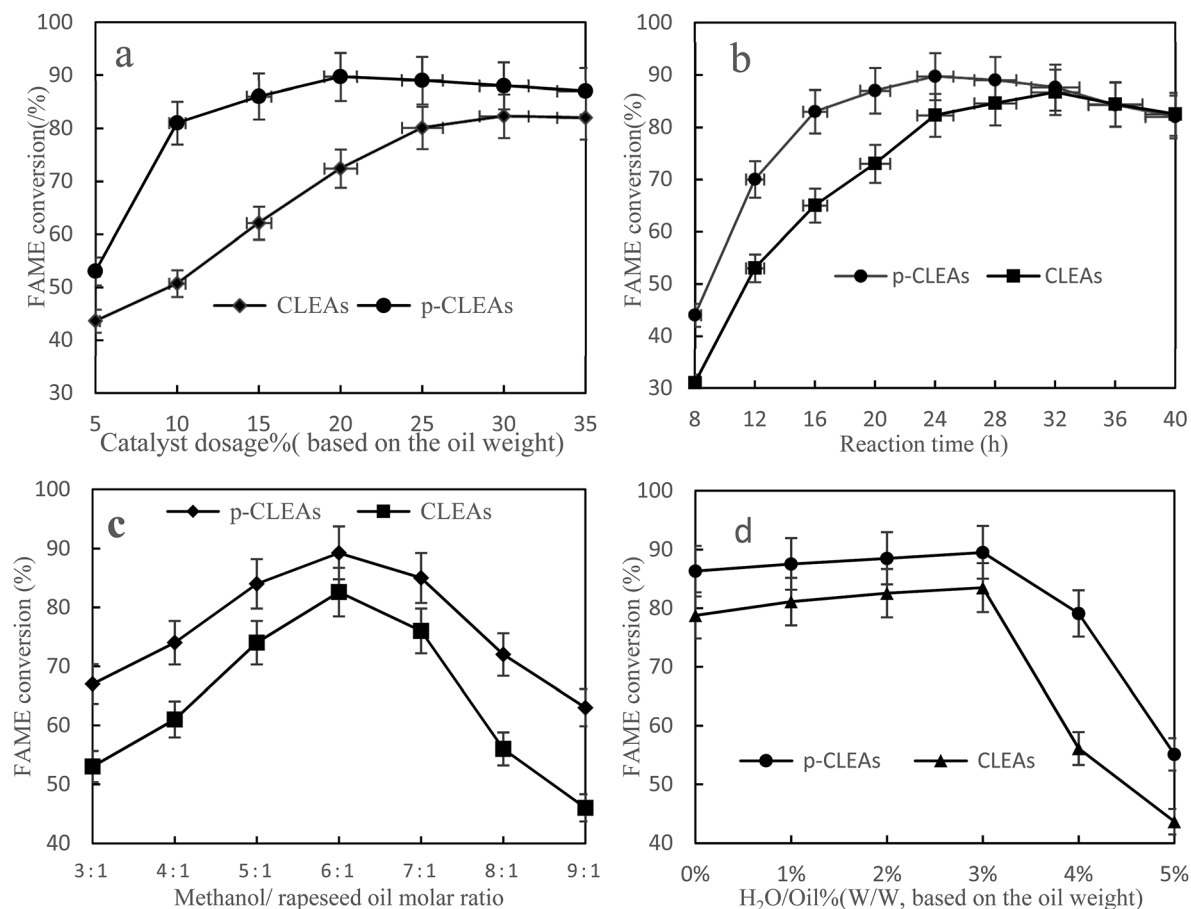 a
FAME conversion(/%)
100
90
80
70
60
50
40
30
CLEAs
p-CLEAs
5 10 15 20 25 30 35
Catalyst dosage%( based on the oil weight)
b
FAME conversion(%)
100
90
80
70
60
50
40
30
p-CLEAs
CLEAs
8 12 16 20 24 28 32 36 40
Reaction time (h)
c
FAME conversion (%)
100
90
80
70
60
50
40
p-CLEAs
CLEAs
3:1 4:1 5:1 6:1 7:1 8:1 9:1
Methanol/ rapeseed oil molar ratio
d
FAME conversion (%)
100
90
80
70
60
50
40
p-CLEAs
CLEAs
0% 1% 2% 3% 4% 5%
H₂O/Oil%(W/W, based on the oil weight)